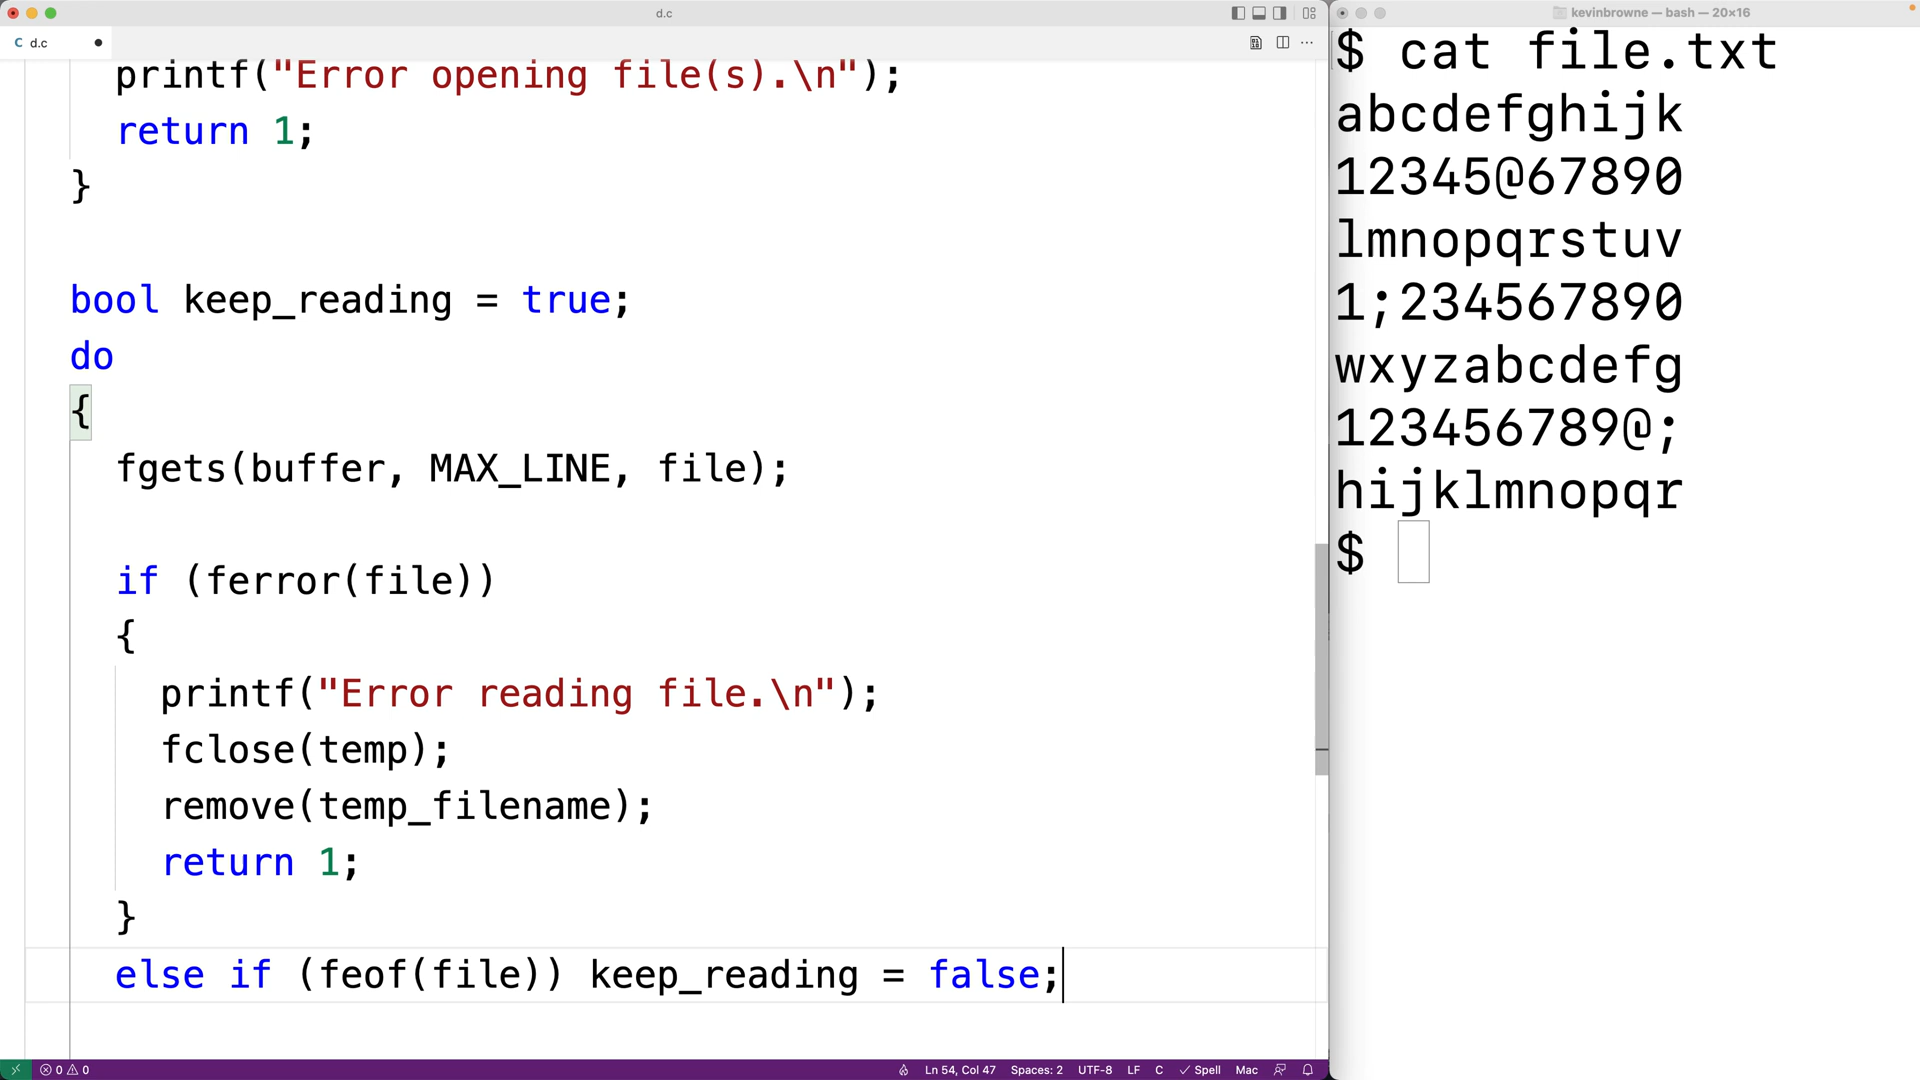 d.c
C d.c
printf("Error opening file(s).\n");
return 1;
}
bool keep_reading = true;
do
{
fgets(buffer, MAX_LINE, file);
if (ferror(file))
{
printf("Error reading file.\n");
fclose(temp);
remove(temp_filename);
return 1;
}
else if (feof(file)) keep_reading = false;
0 0 Ln 54, Col 47 Spaces: 2 UTF-8 LF C Spell Mac
kevinbrowne — bash — 20×16
$ cat file.txt
abcdefghijk
12345@67890
lmnopqrstuv
1;234567890
wxyzabcdefg
123456789@;
hijklmnopqr
$